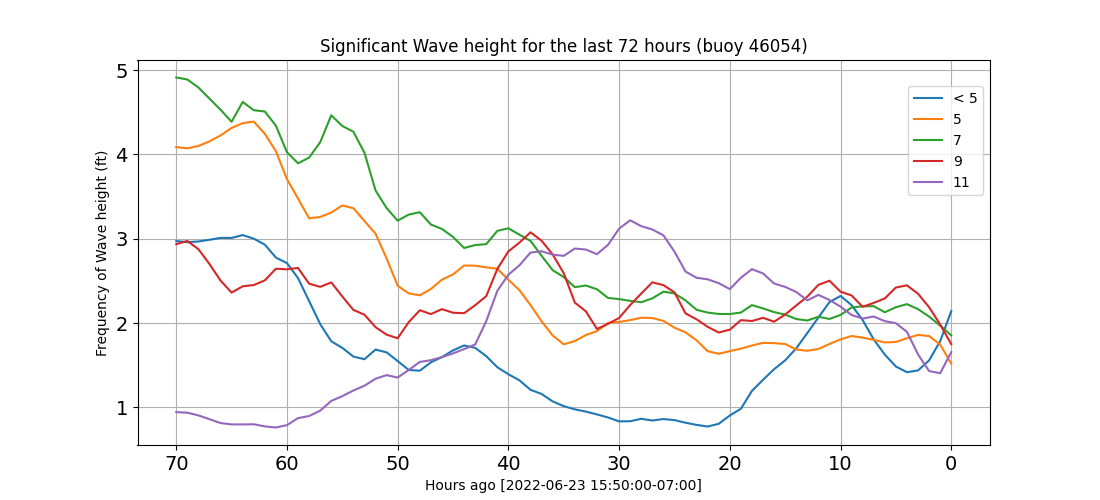 Significant Wave height for the last 72 hours (buoy 46054)
Frequency of Wave height (ft)
5
4
3
2
1
< 5
5
7
9
11
70 60 50 40 30 20 10 0
Hours ago [2022-06-23 15:50:00-07:00]